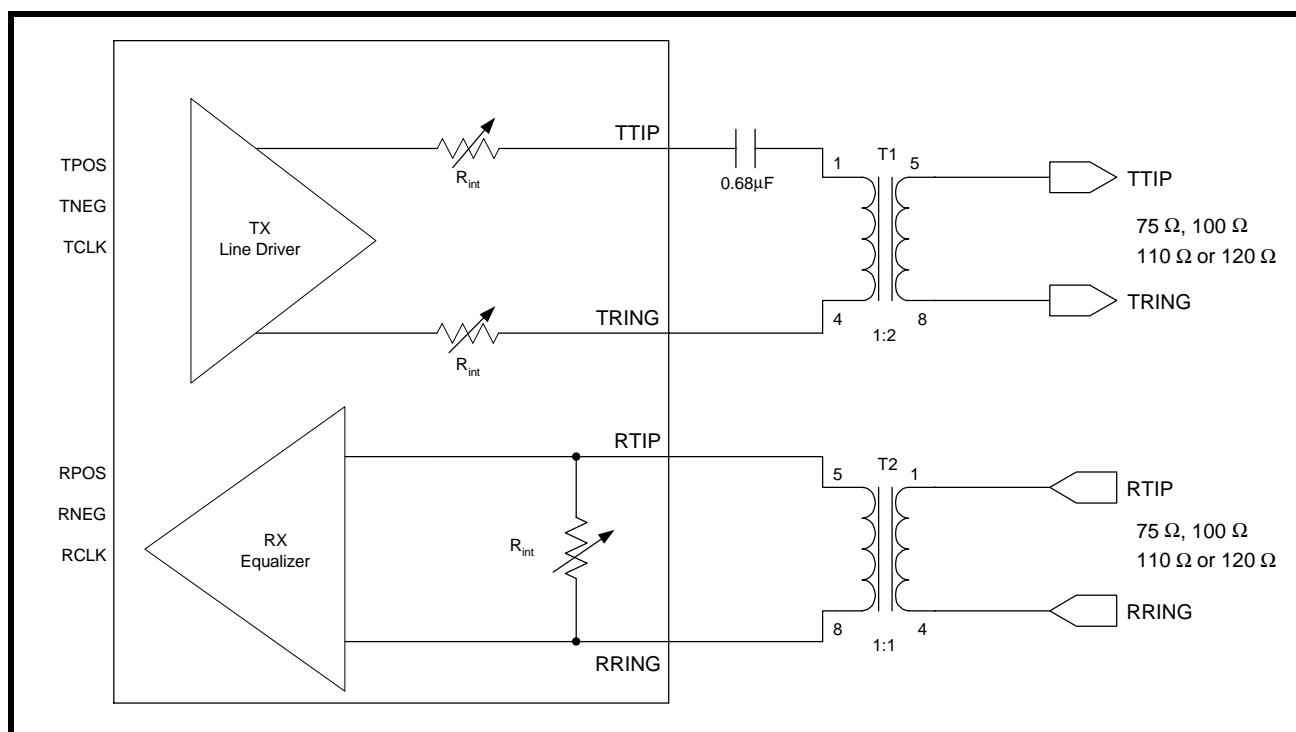 TPOS
TNEG
TCLK
TX
Line Driver
R_int
R_int
TTIP
TRING
0.68µF
1
4
T1
5
8
1:2
TTIP
75 Ω, 100 Ω
110 Ω or 120 Ω
TRING
RPOS
RNEG
RCLK
RX
Equalizer
R_int
RTIP
RRING
5
8
T2
1
4
1:1
RTIP
75 Ω, 100 Ω
110 Ω or 120 Ω
RRING